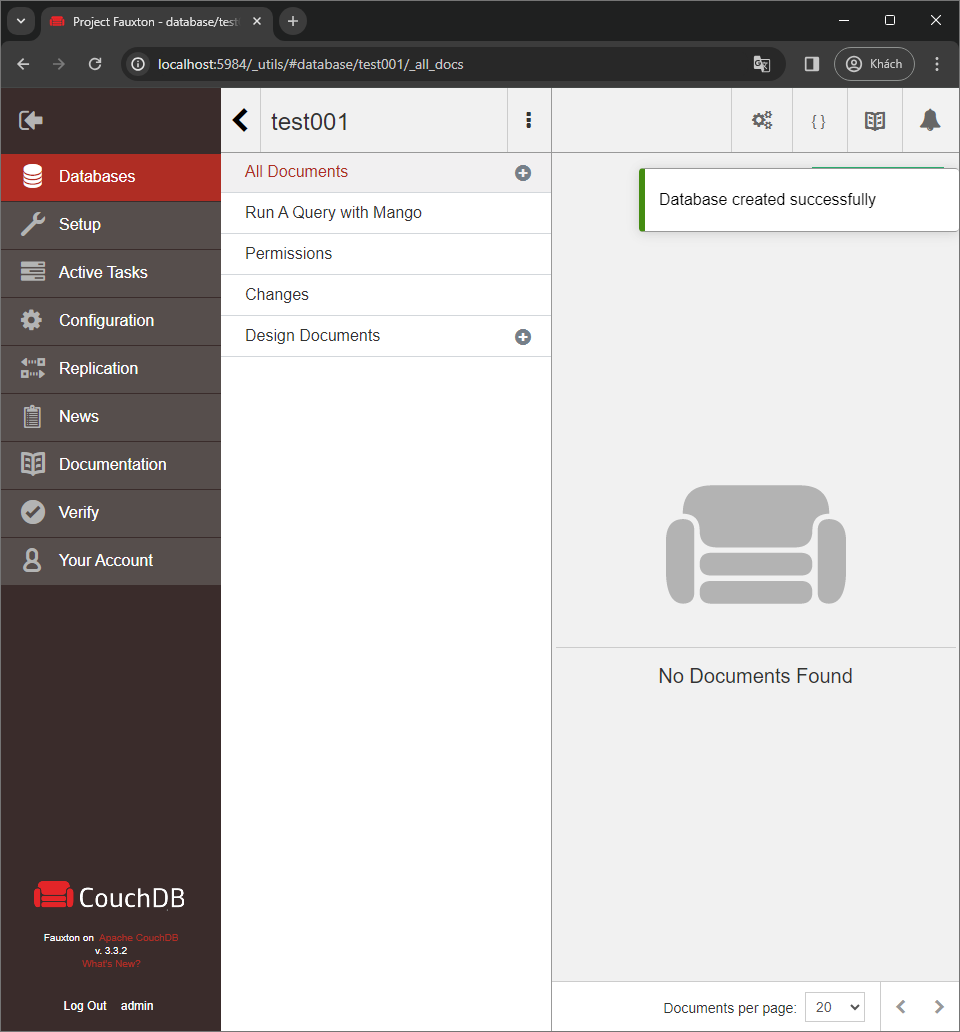 Project Fauxton - database/test
localhost:5984/_utils/#database/test001/_all_docs
Khách
test001
{ }
Databases
Setup
Active Tasks
Configuration
Replication
News
Documentation
Verify
Your Account
All Documents
Run A Query with Mango
Permissions
Changes
Design Documents
Database created successfully
No Documents Found
CouchDB
Fauxton on Apache CouchDB
v. 3.3.2
What's New?
Log Out admin
Documents per page: 20